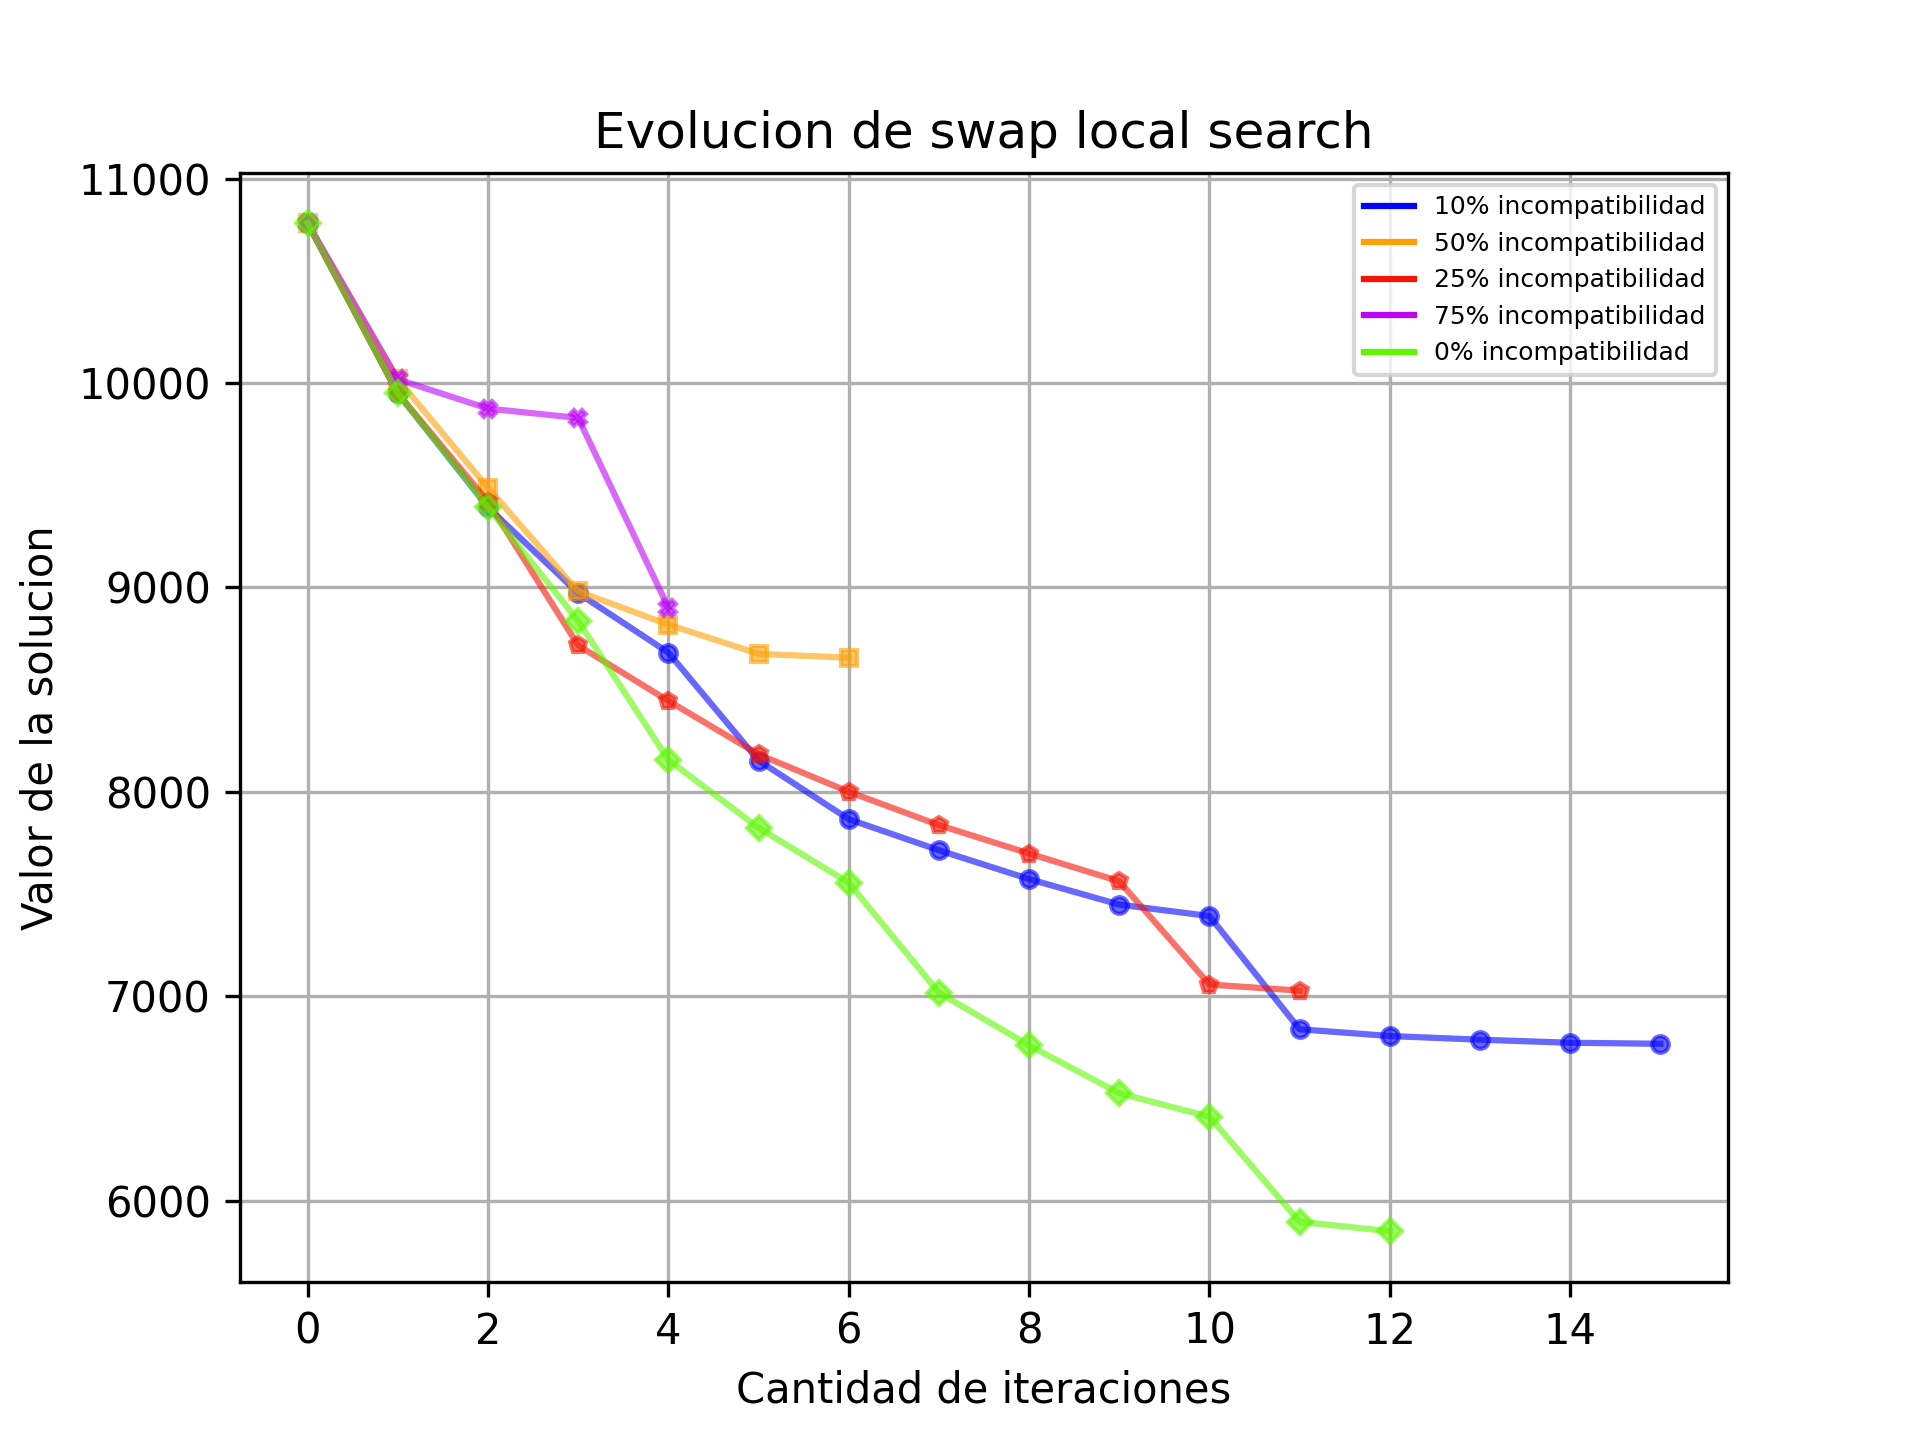 Evolucion de swap local search
11000
10000
9000
8000
7000
6000
Valor de la solucion
10% incompatibilidad
50% incompatibilidad
25% incompatibilidad
75% incompatibilidad
0% incompatibilidad
0 2 4 6 8 10 12 14
Cantidad de iteraciones